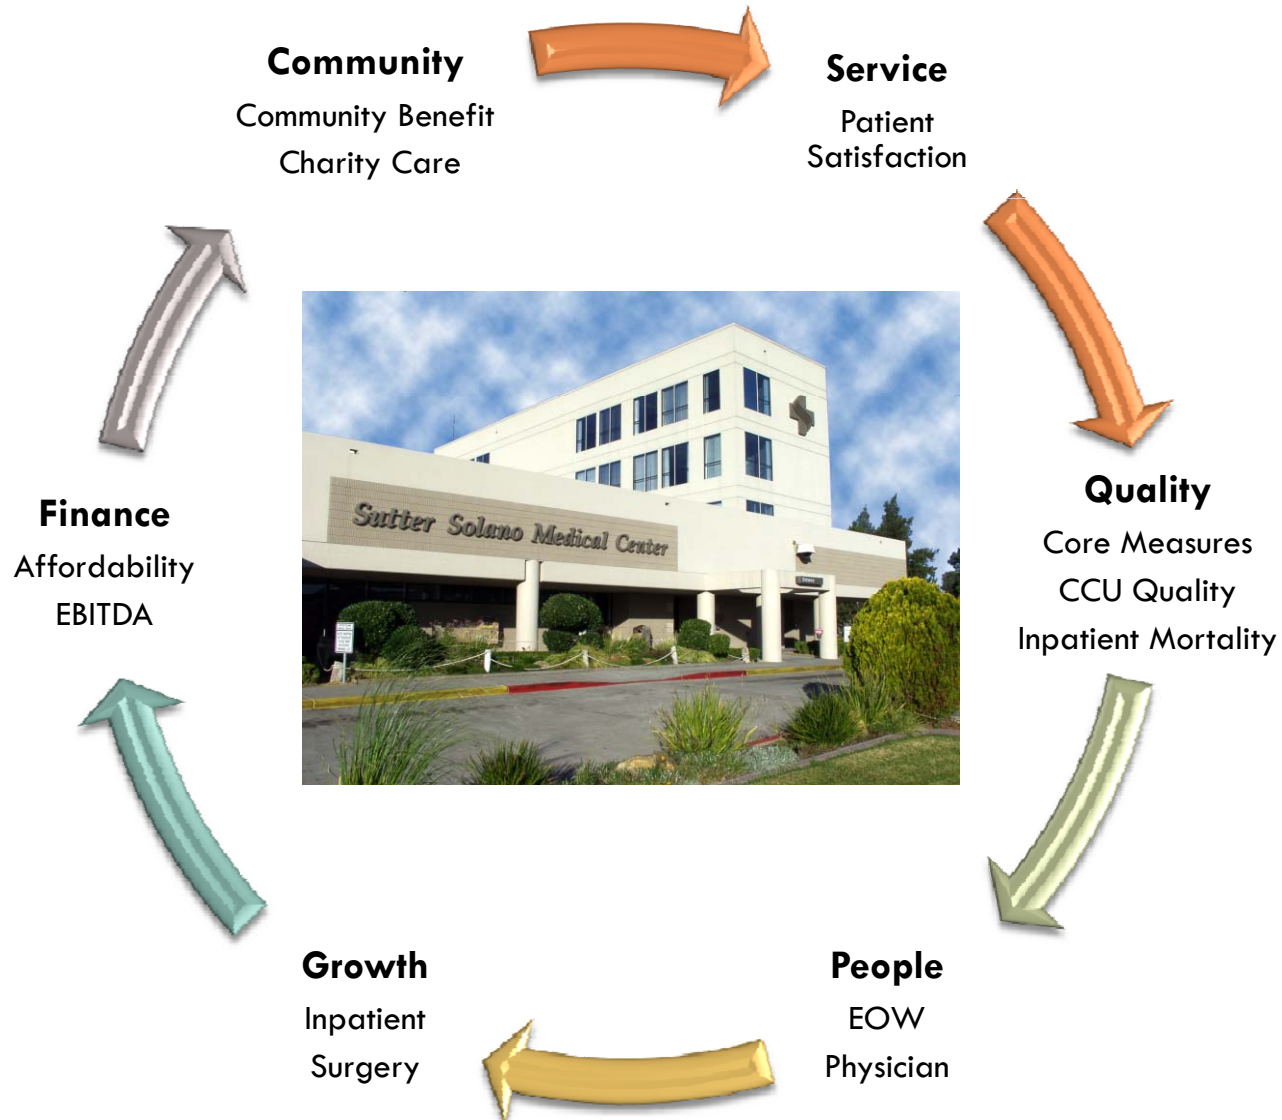 Community
Community Benefit
Charity Care
Service
Patient
Satisfaction
Quality
Core Measures
CCU Quality
Inpatient Mortality
People
EOW
Physician
Growth
Inpatient
Surgery
Finance
Affordability
EBITDA
Sutter Solano Medical Center